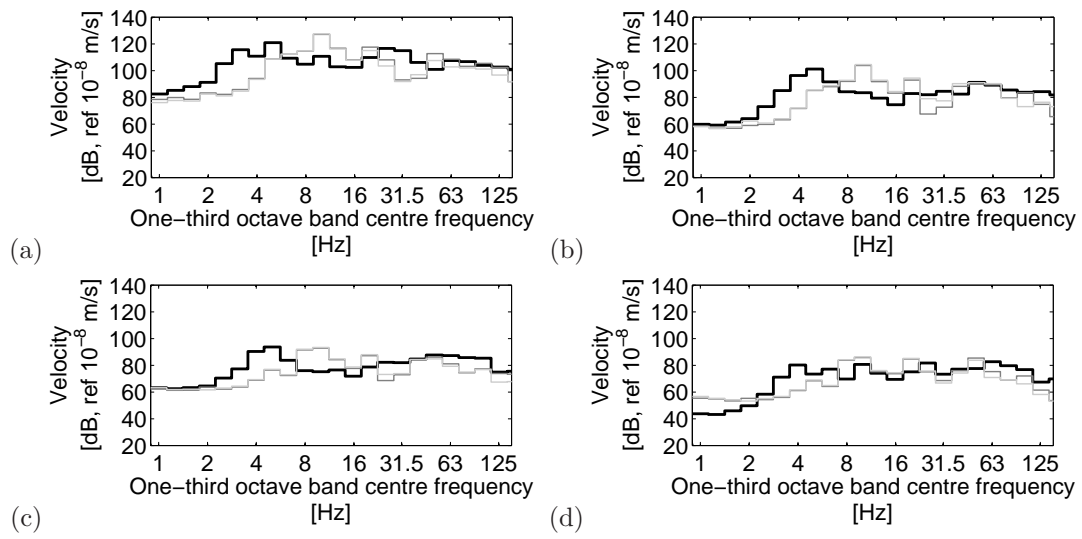 140
120
100
80
60
40
20
Velocity
[dB, ref 10⁻⁸ m/s]
1 2 4 8 16 31.5 63 125
One−third octave band centre frequency
[Hz]
(a)
140
120
100
80
60
40
20
Velocity
[dB, ref 10⁻⁸ m/s]
1 2 4 8 16 31.5 63 125
One−third octave band centre frequency
[Hz]
(b)
140
120
100
80
60
40
20
Velocity
[dB, ref 10⁻⁸ m/s]
1 2 4 8 16 31.5 63 125
One−third octave band centre frequency
[Hz]
(c)
140
120
100
80
60
40
20
Velocity
[dB, ref 10⁻⁸ m/s]
1 2 4 8 16 31.5 63 125
One−third octave band centre frequency
[Hz]
(d)